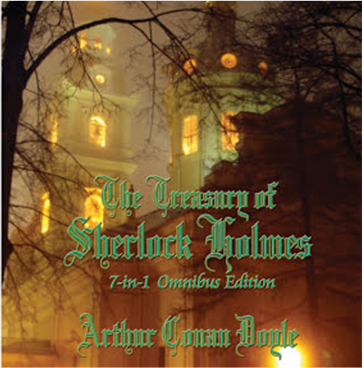 The Treasury of
Sherlock Holmes
7-in-1 Omnibus Edition
Arthur Conan Doyle